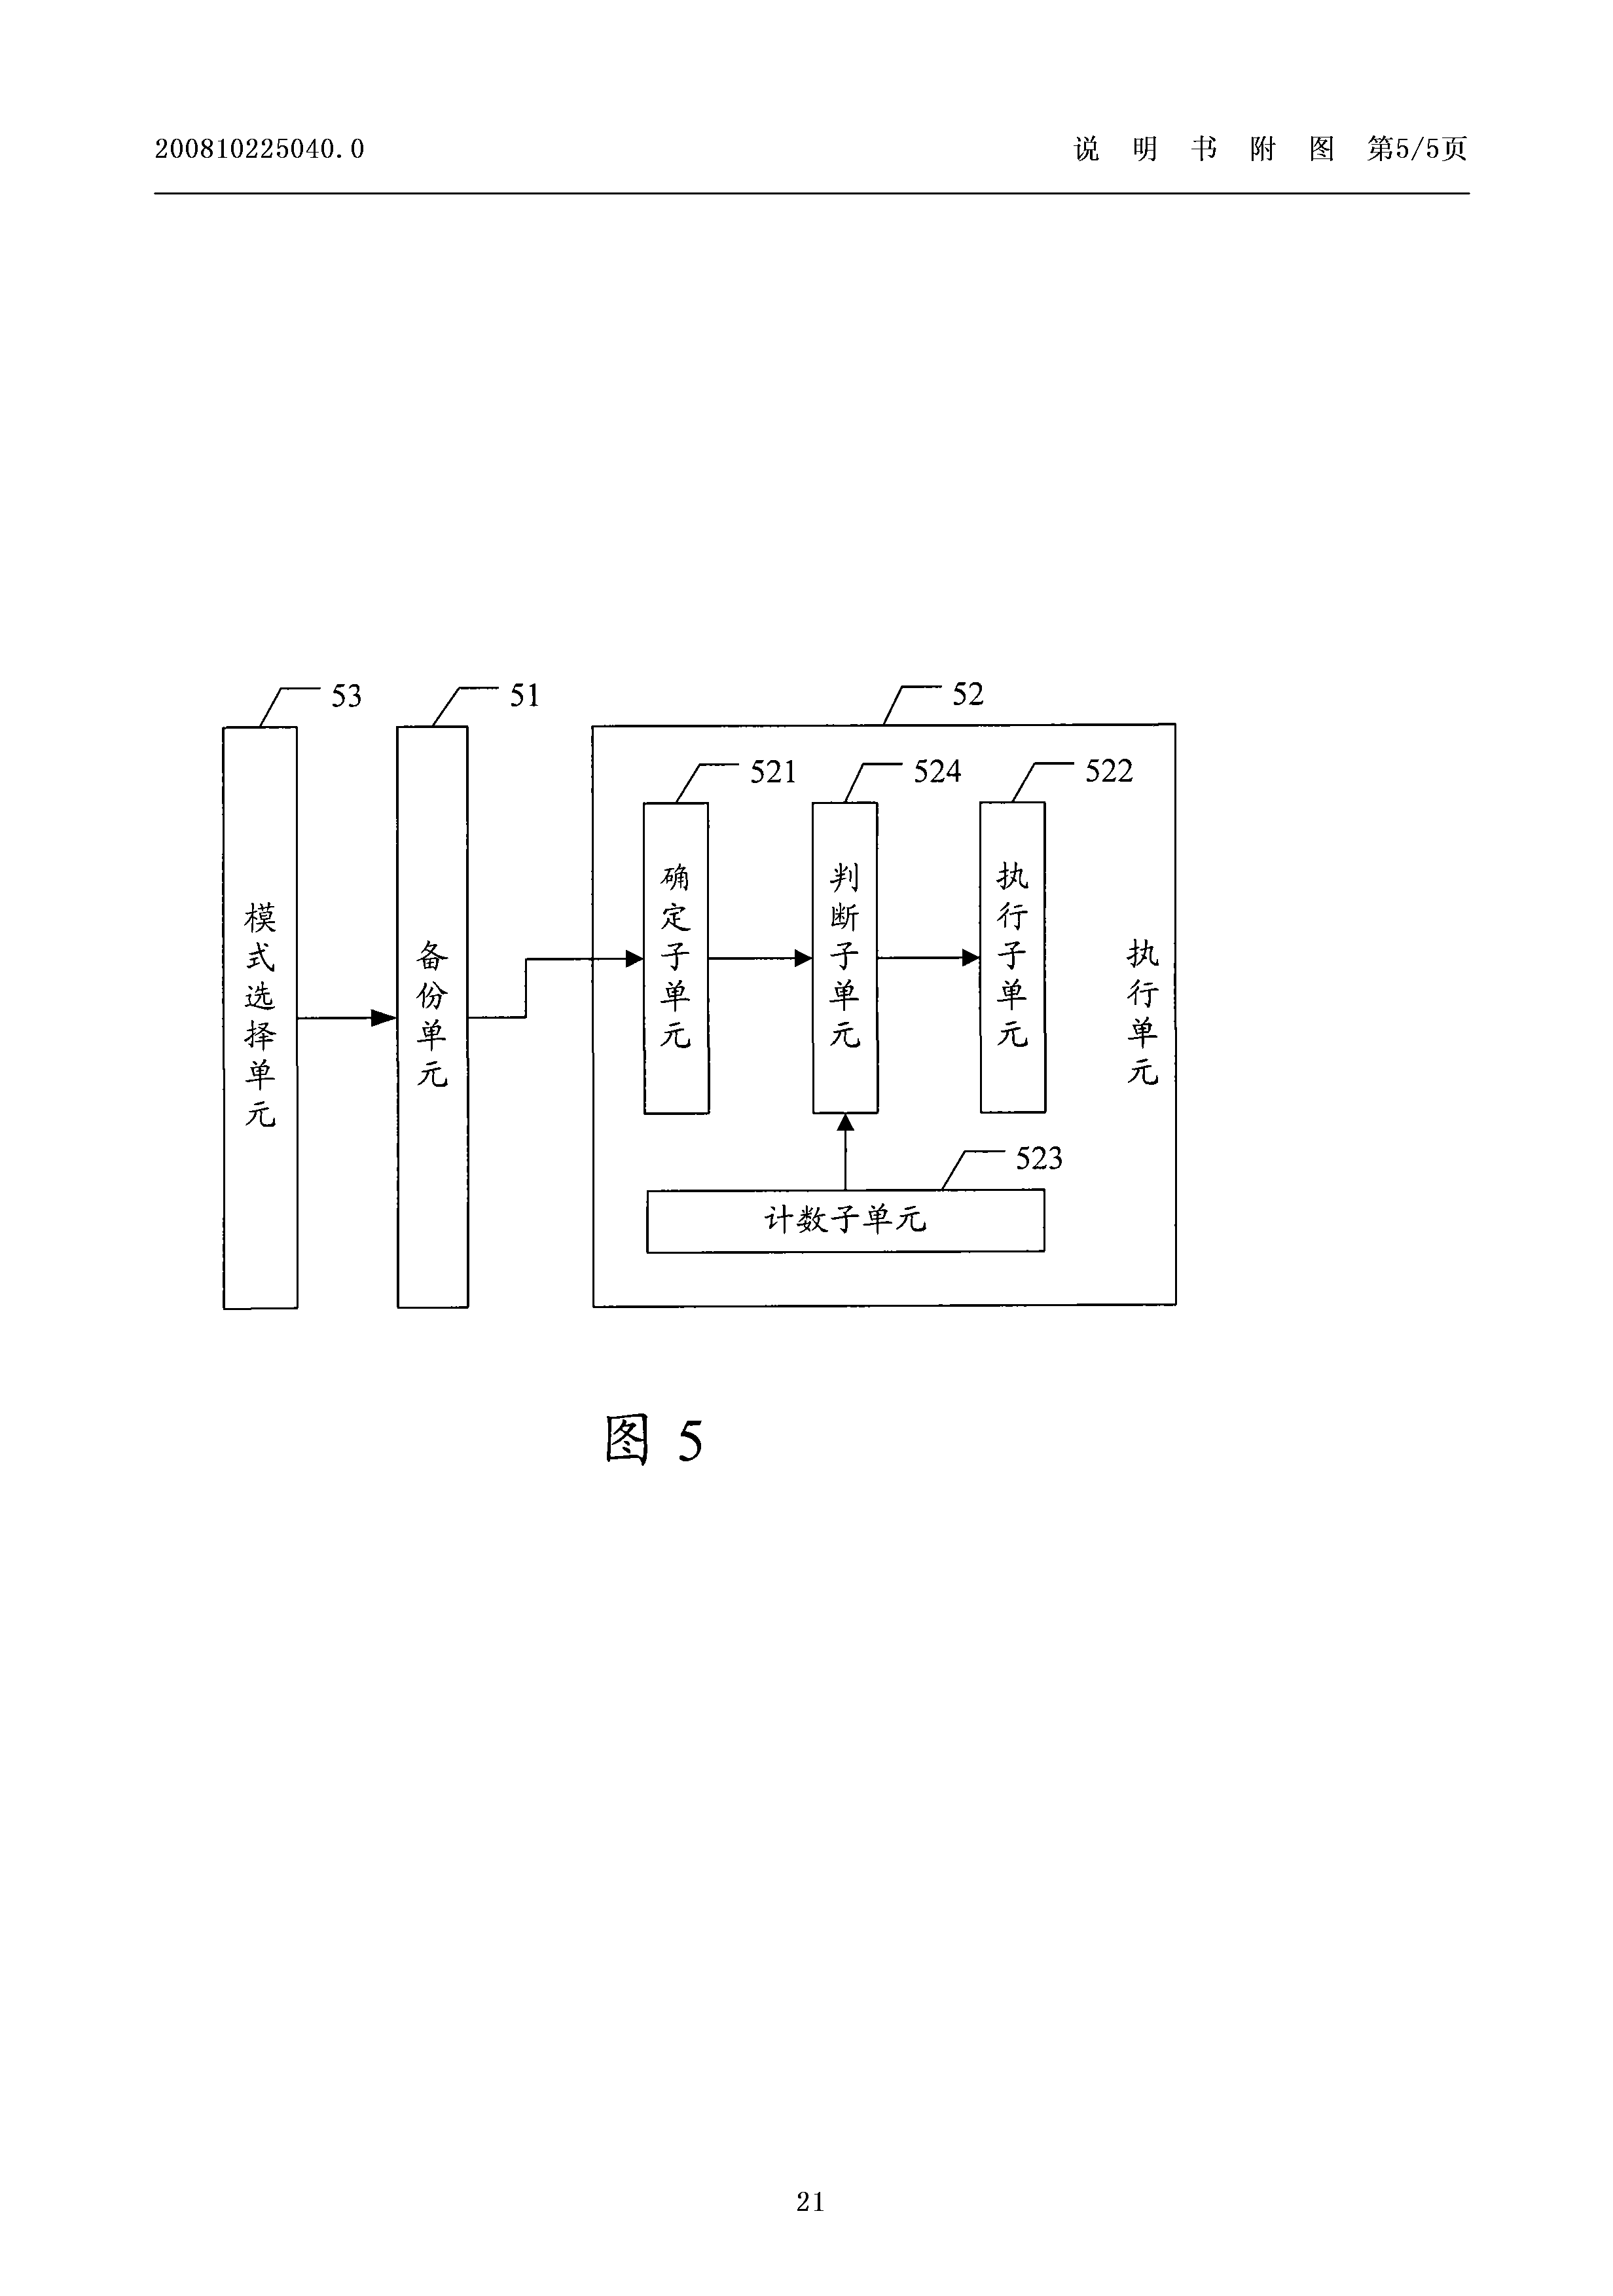 200810225040.0
说 明 书 附 图 第5/5页
53
51
52
521
524
522
模式选择单元
备份单元
确定子单元
判断子单元
执行子单元
执行单元
523
计数子单元
图 5
21